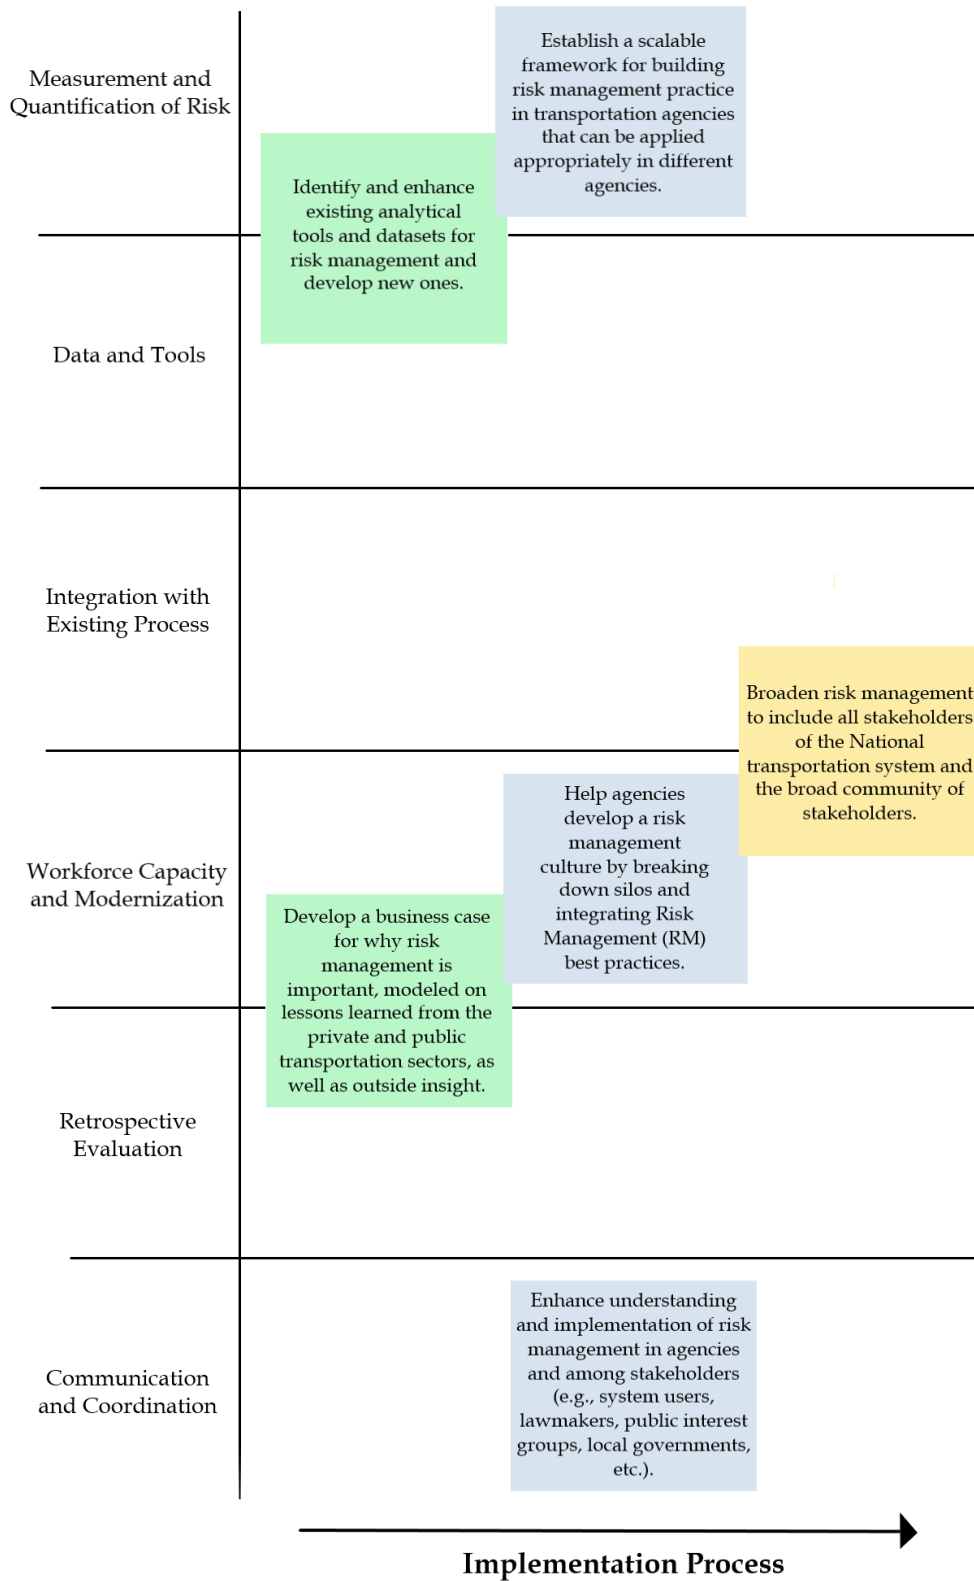 Measurement and
Quantification of Risk
Establish a scalable
framework for building
risk management practice
in transportation agencies
that can be applied
appropriately in different
agencies.
Identify and enhance
existing analytical
tools and datasets for
risk management and
develop new ones.
Data and Tools
Integration with
Existing Process
Broaden risk management
to include all stakeholders
of the National
transportation system and
the broad community of
stakeholders.
Workforce Capacity
and Modernization
Help agencies
develop a risk
management
culture by breaking
down silos and
integrating Risk
Management (RM)
best practices.
Develop a business case
for why risk
management is
important, modeled on
lessons learned from the
private and public
transportation sectors, as
well as outside insight.
Retrospective
Evaluation
Communication
and Coordination
Enhance understanding
and implementation of risk
management in agencies
and among stakeholders
(e.g., system users,
lawmakers, public interest
groups, local governments,
etc.).
Implementation Process